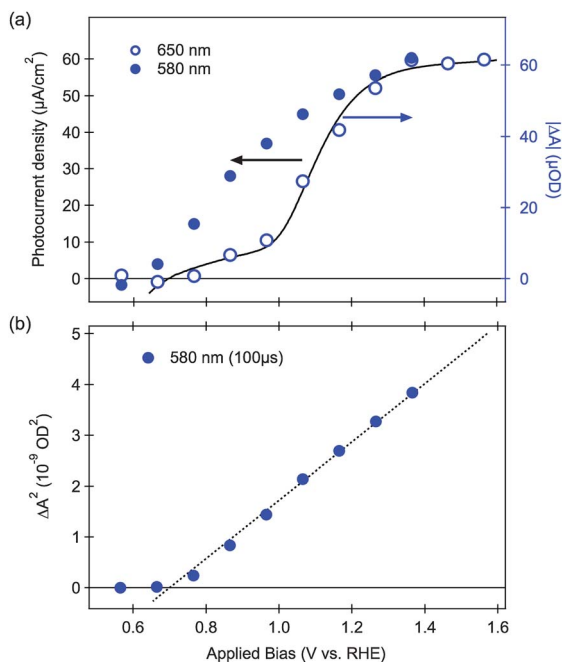 (a)
650 nm
580 nm
Photocurrent density (μA/cm²)
60
50
40
30
20
10
0
60
40
20
0
|ΔA| (μOD)
(b)
580 nm (100μs)
ΔA² (10⁻⁹ OD²)
5
4
3
2
1
0
0.6 0.8 1.0 1.2 1.4 1.6
Applied Bias (V vs. RHE)